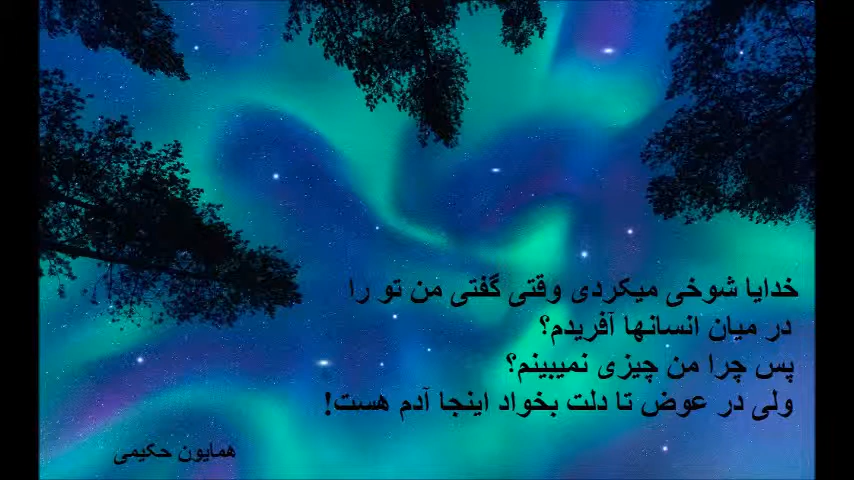 خدایا شوخی میکردی وقتی گفتی من تو را
در میان انسانها آفریدم؟
پس چرا من چیزی نمیبینم؟
ولی در عوض تا دلت بخواد اینجا آدم هست!
همایون حکیمی